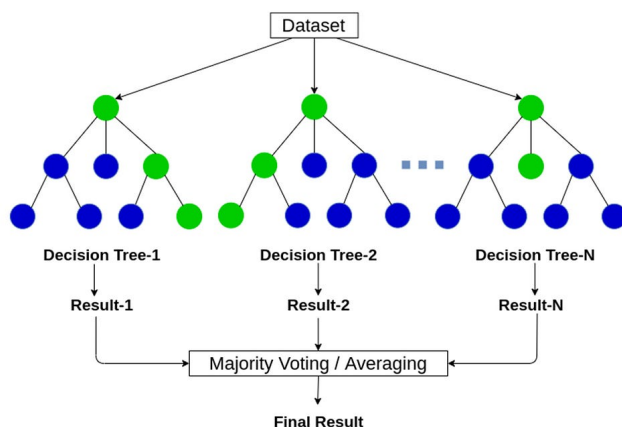 Dataset
Decision Tree-1
Decision Tree-2
Decision Tree-N
Result-1
Result-2
Result-N
Majority Voting / Averaging
Final Result